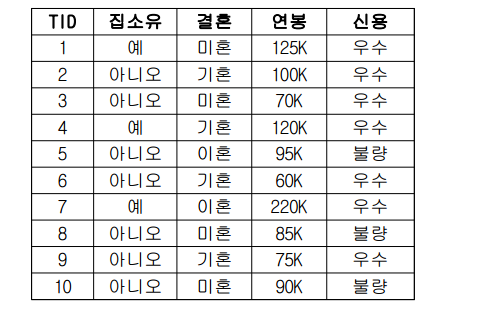 TID 집소유 결혼 연봉 신용
1 예 미혼 125K 우수
2 아니오 기혼 100K 우수
3 아니오 미혼 70K 우수
4 예 기혼 120K 우수
5 아니오 이혼 95K 불량
6 아니오 기혼 60K 우수
7 예 이혼 220K 우수
8 아니오 미혼 85K 불량
9 아니오 기혼 75K 우수
10 아니오 미혼 90K 불량